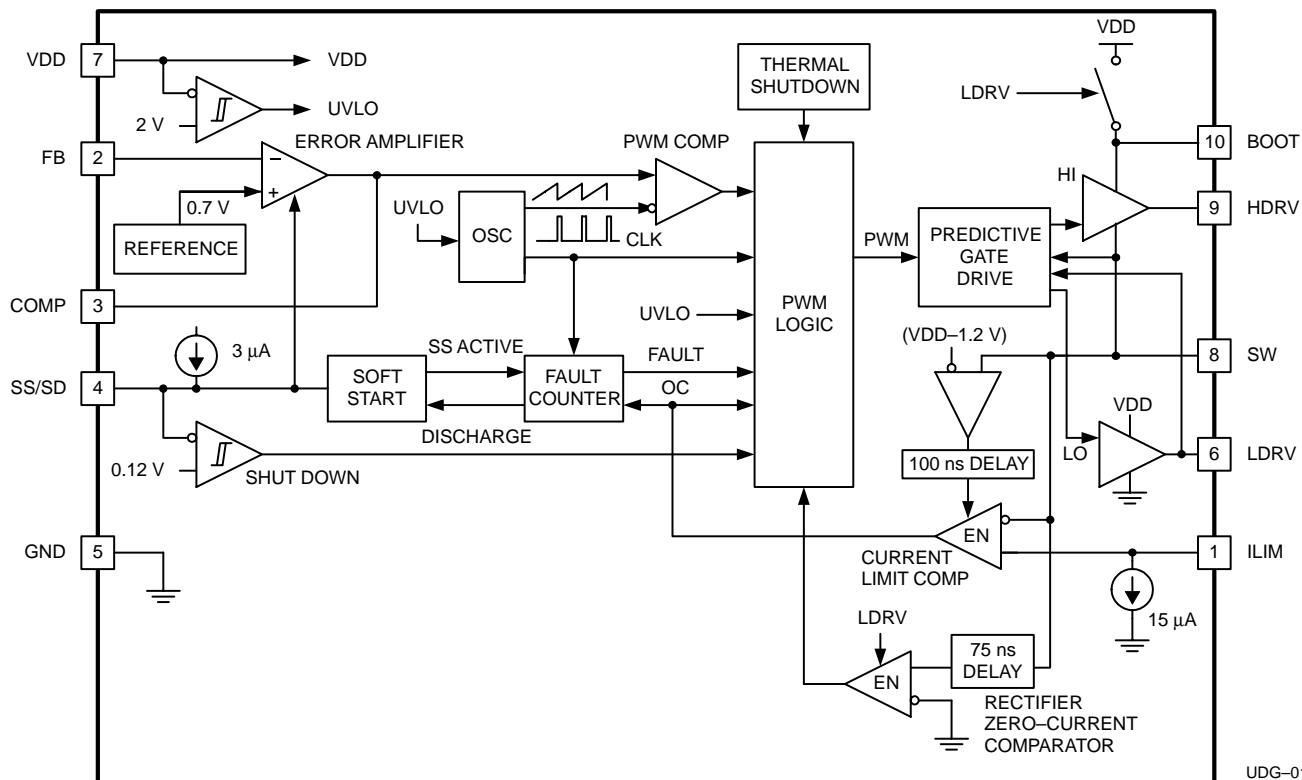 VDD
7
VDD
UVLO
2 V
FB
2
ERROR AMPLIFIER
0.7 V
REFERENCE
COMP
3
3 μA
SS/SD
4
0.12 V
SHUT DOWN
GND
5
THERMAL
SHUTDOWN
PWM COMP
UVLO
OSC
CLK
UVLO
SS ACTIVE
SOFT
START
FAULT
COUNTER
FAULT
OC
DISCHARGE
PWM
LOGIC
PWM
PREDICTIVE
GATE
DRIVE
VDD
LDRV
HI
10
BOOT
9
HDRV
(VDD–1.2 V)
8
SW
VDD
LO
6
LDRV
100 ns DELAY
EN
CURRENT
LIMIT COMP
1
ILIM
15 μA
LDRV
EN
75 ns
DELAY
RECTIFIER
ZERO–CURRENT
COMPARATOR